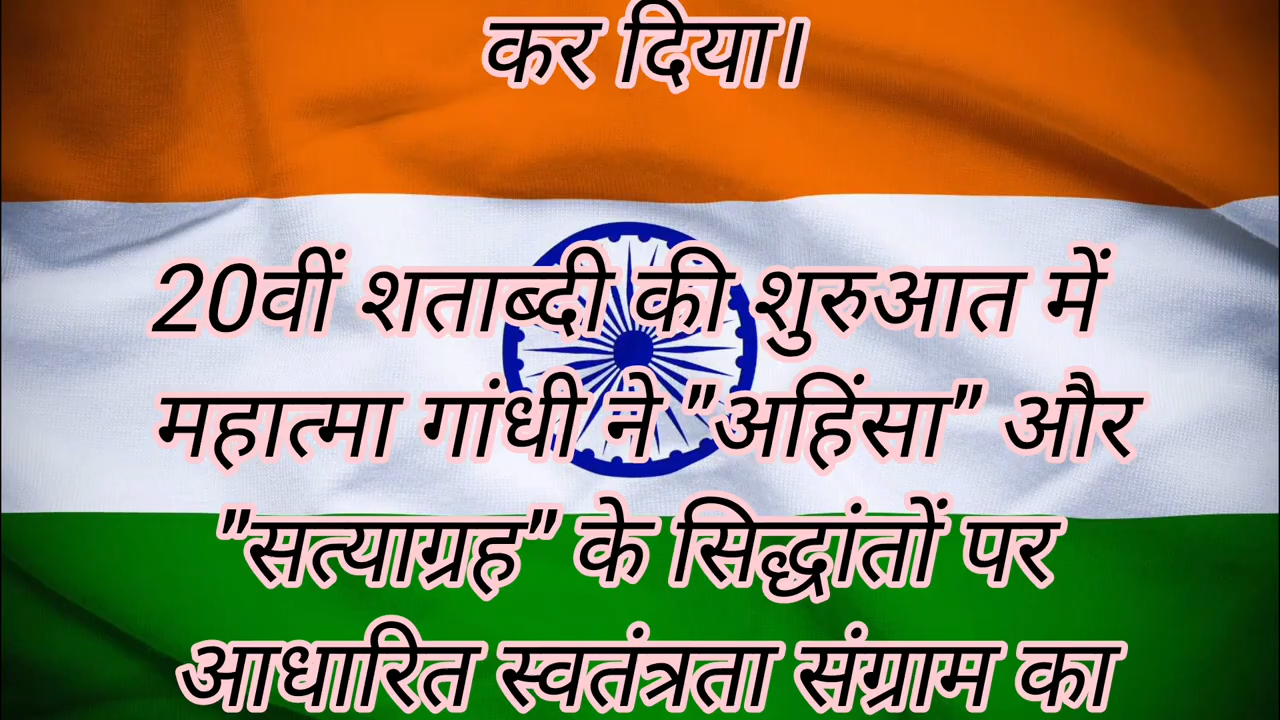 कर दिया।
20वीं शताब्दी की शुरुआत में
महात्मा गांधी ने "अहिंसा" और
"सत्याग्रह" के सिद्धांतों पर
आधारित स्वतंत्रता संग्राम का